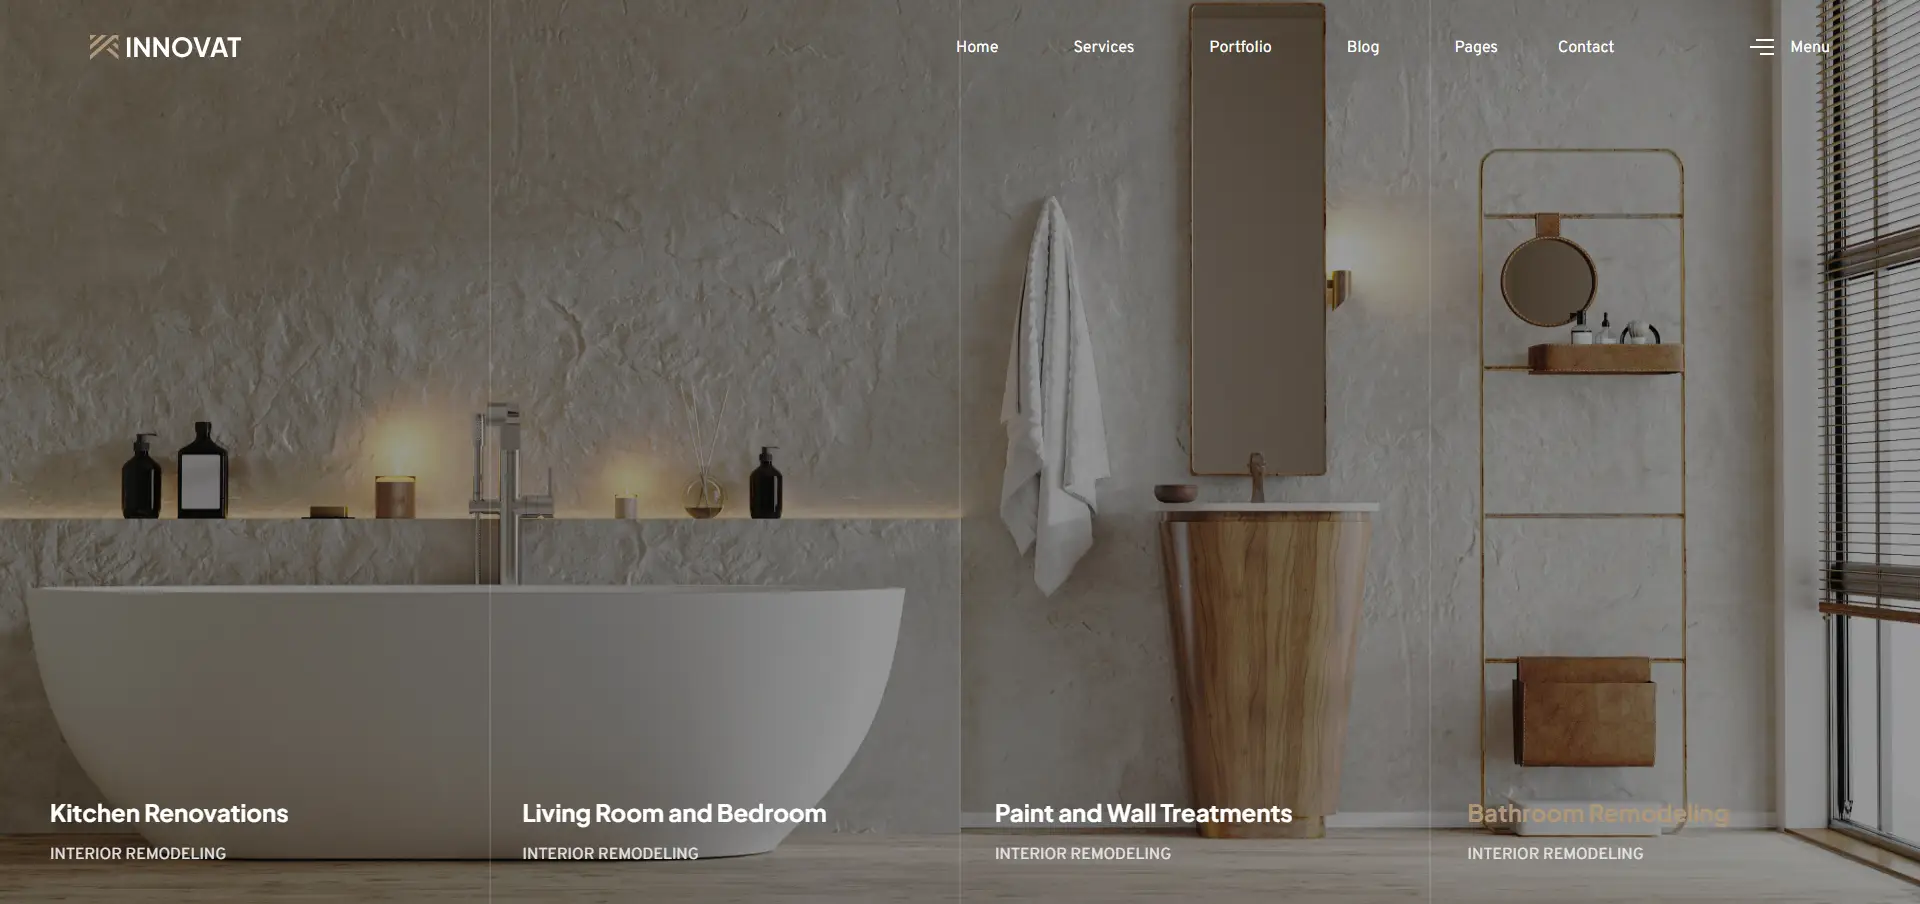 INNOVAT
Home
Services
Portfolio
Blog
Pages
Contact
Menu
Kitchen Renovations
INTERIOR REMODELING
Living Room and Bedroom
INTERIOR REMODELING
Paint and Wall Treatments
INTERIOR REMODELING
Bathroom Remodeling
INTERIOR REMODELING